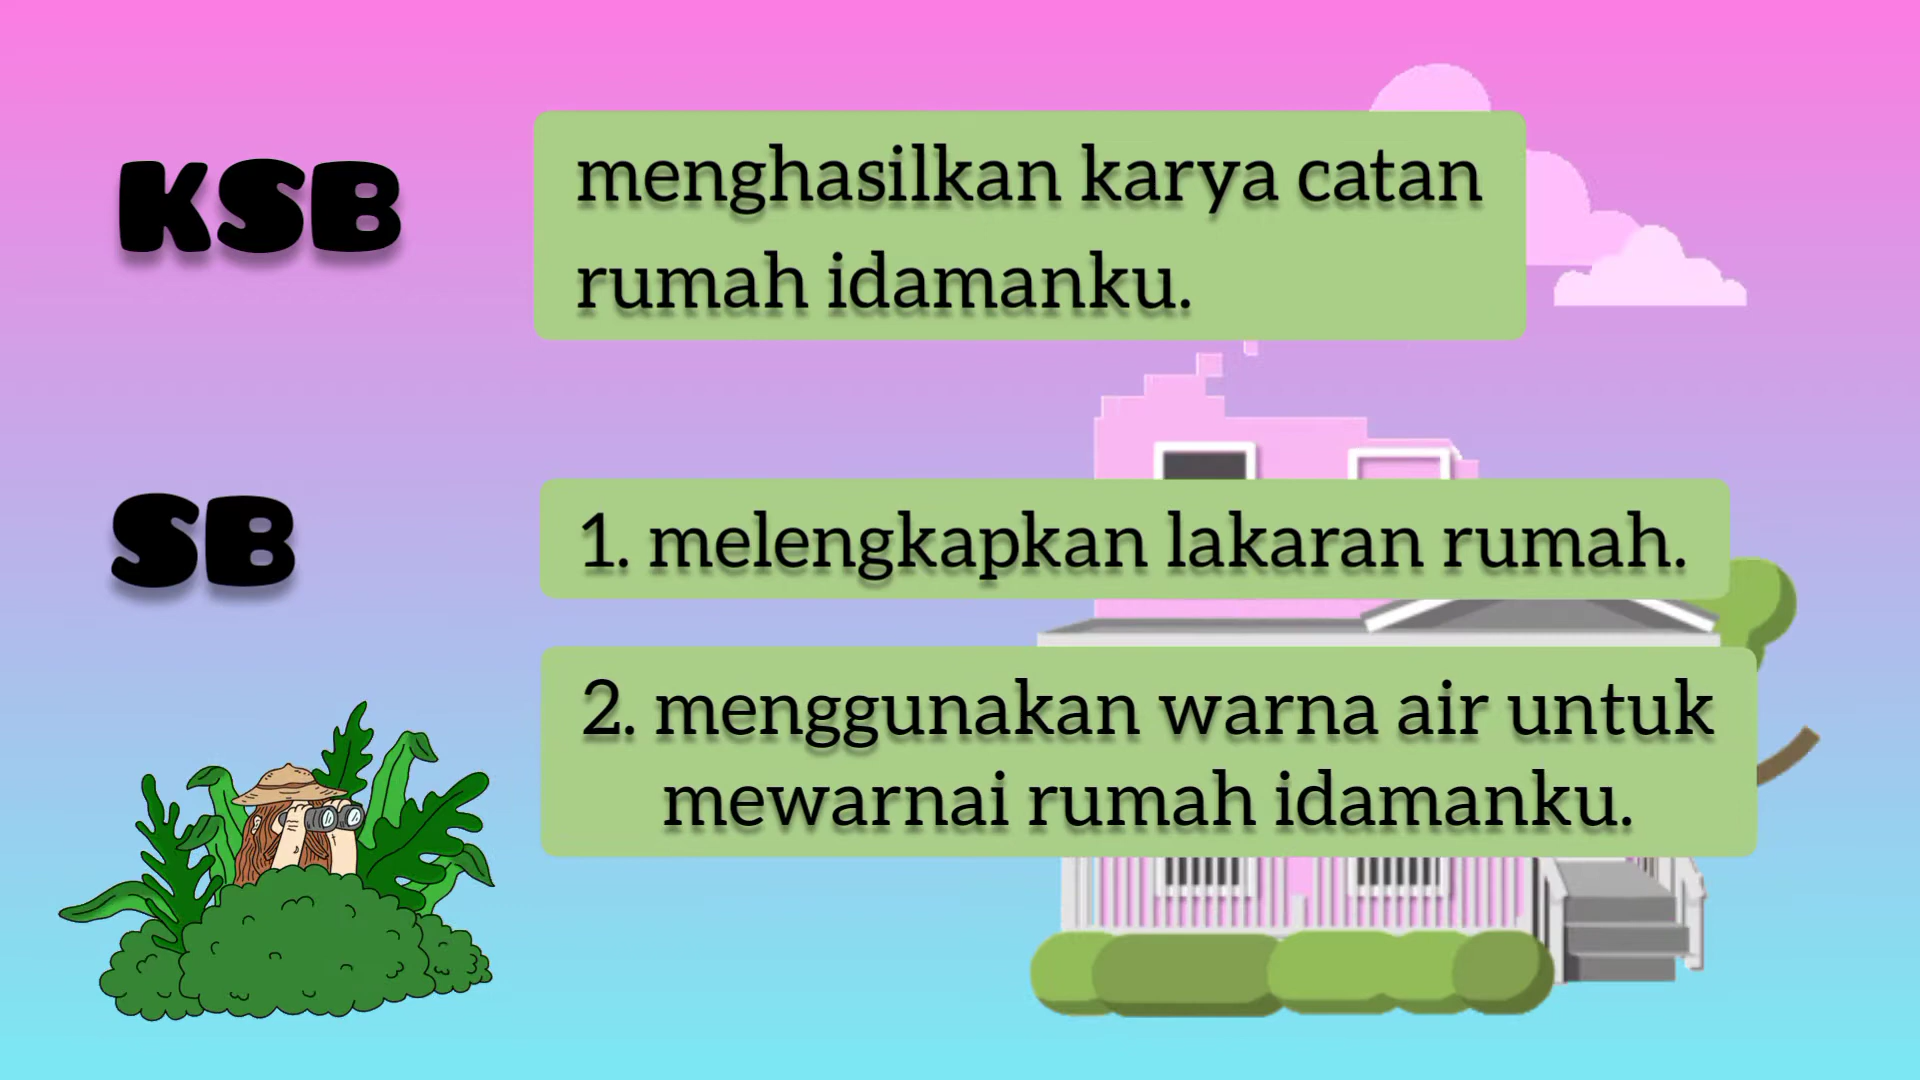 KSB
menghasilkan karya catan
rumah idamanku.
SB
1. melengkapkan lakaran rumah.
2. menggunakan warna air untuk
mewarnai rumah idamanku.